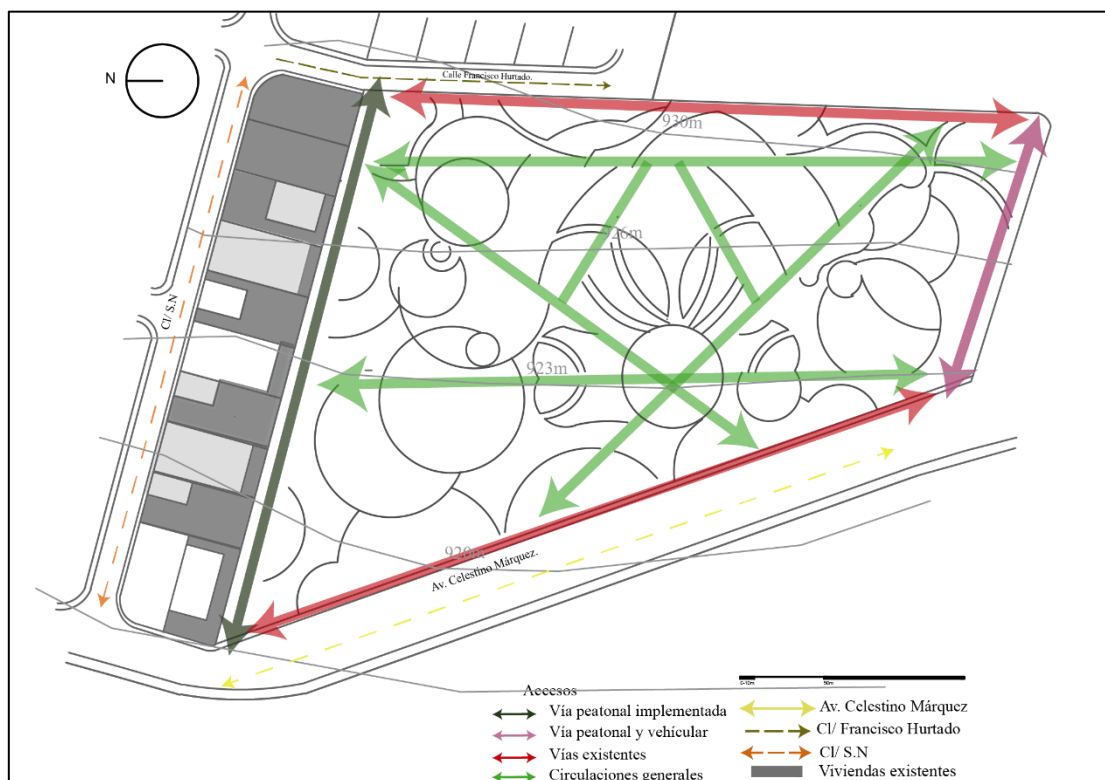 Calle Francisco Hurtado.
N
930m
926m
Cl/ S.N
923m
920m
Av. Celestino Márquez.
0-10m
50m
Accesos
Vía peatonal implementada
Vía peatonal y vehícular
Vías existentes
Circulaciones generales
Av. Celestino Márquez
Cl/ Francisco Hurtado
Cl/ S.N
Viviendas existentes